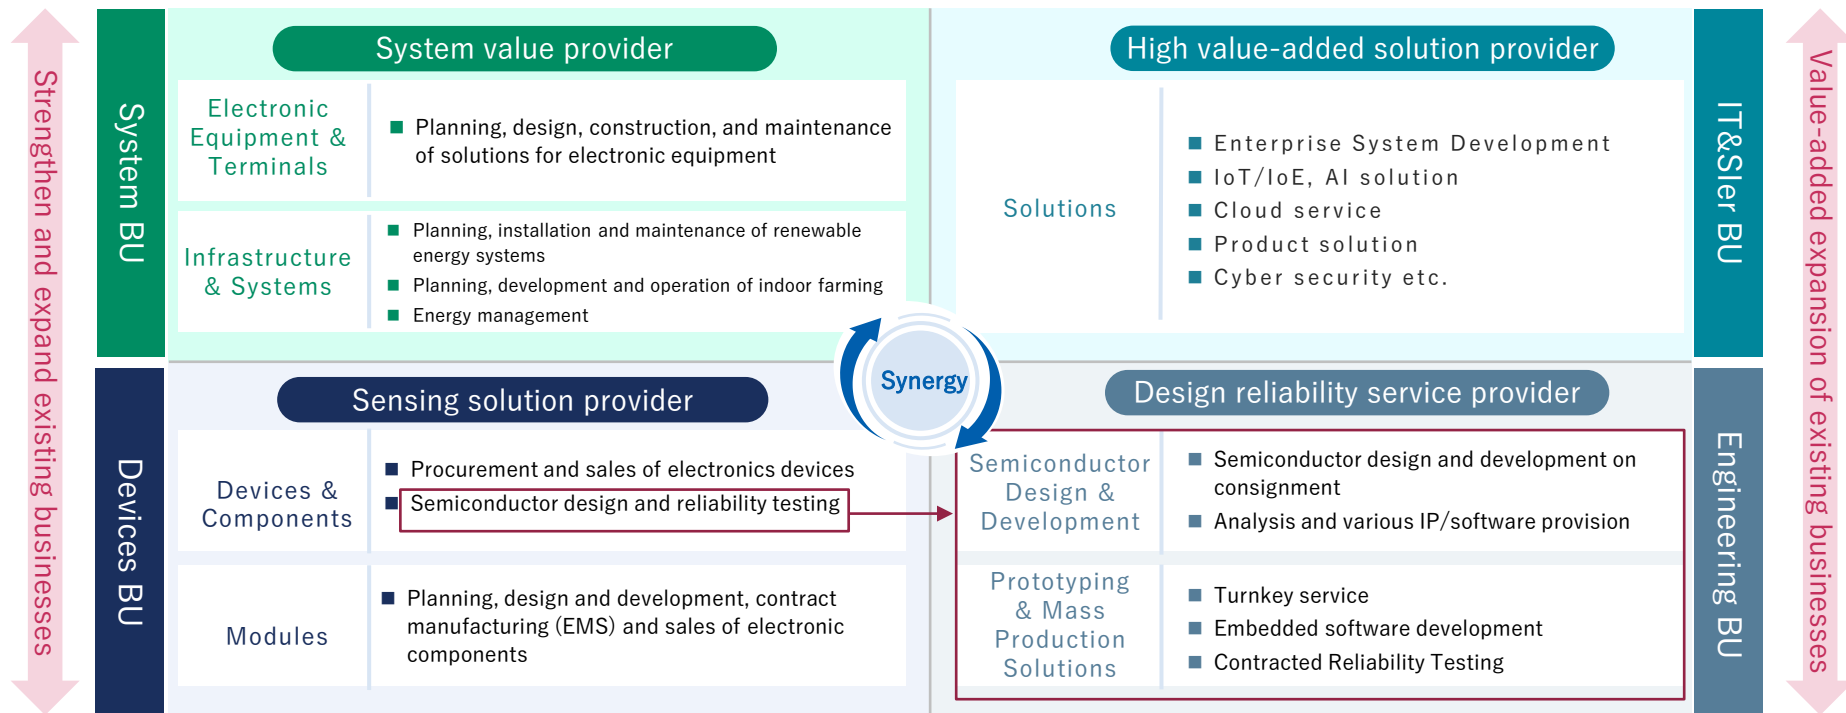 Strengthen and expand existing businesses
System BU
System value provider
Electronic
Equipment &
Terminals
■ Planning, design, construction, and maintenance
of solutions for electronic equipment
Infrastructure
& Systems
■ Planning, installation and maintenance of renewable
energy systems
■ Planning, development and operation of indoor farming
■ Energy management
High value-added solution provider
Solutions
■ Enterprise System Development
■ IoT/IoE, AI solution
■ Cloud service
■ Product solution
■ Cyber security etc.
IT&SIer BU
Value-added expansion of existing businesses
Synergy
Devices BU
Sensing solution provider
Devices &
Components
■ Procurement and sales of electronics devices
■ Semiconductor design and reliability testing
Modules
■ Planning, design and development, contract
manufacturing (EMS) and sales of electronic
components
Design reliability service provider
Semiconductor
Design &
Development
■ Semiconductor design and development on
consignment
■ Analysis and various IP/software provision
Prototyping
& Mass
Production
Solutions
■ Turnkey service
■ Embedded software development
■ Contracted Reliability Testing
Engineering BU